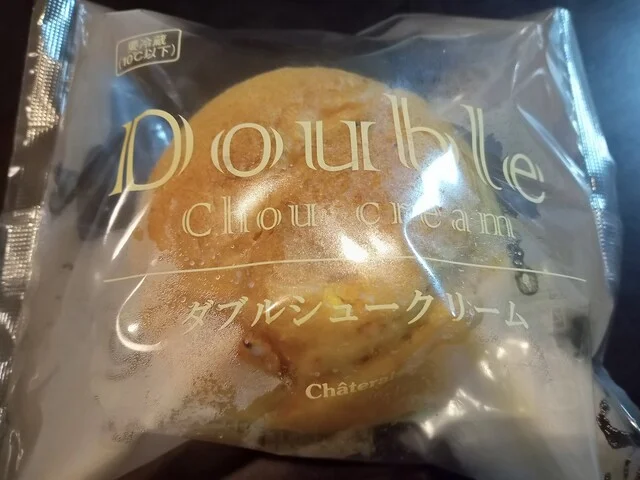 要冷蔵
(10℃以下)
Double
Chou cream
ダブルシュークリーム